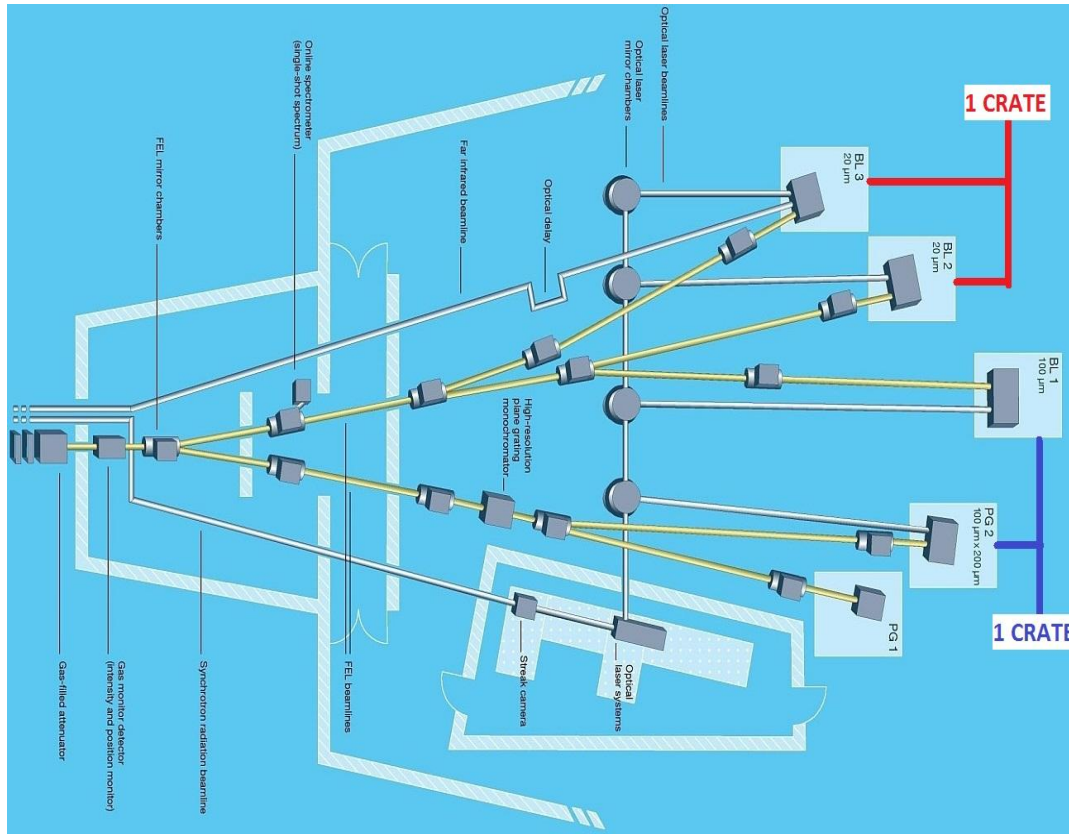 1 CRATE
BL 3
20 µm
BL 2
20 µm
BL 1
100 µm
PG 2
100 µm x 200 µm
PG 1
1 CRATE
Optical laser beamlines
Optical laser
mirror chambers
Optical delay
Far infrared beamline
Online spectrometer
(single-shot spectrum)
FEL mirror chambers
High-resolution
plane grating
monochromator
FEL beamlines
Optical
laser systems
Streak camera
Synchrotron radiation beamline
Gas monitor detector
(intensity and position monitor)
Gas-filled attenuator